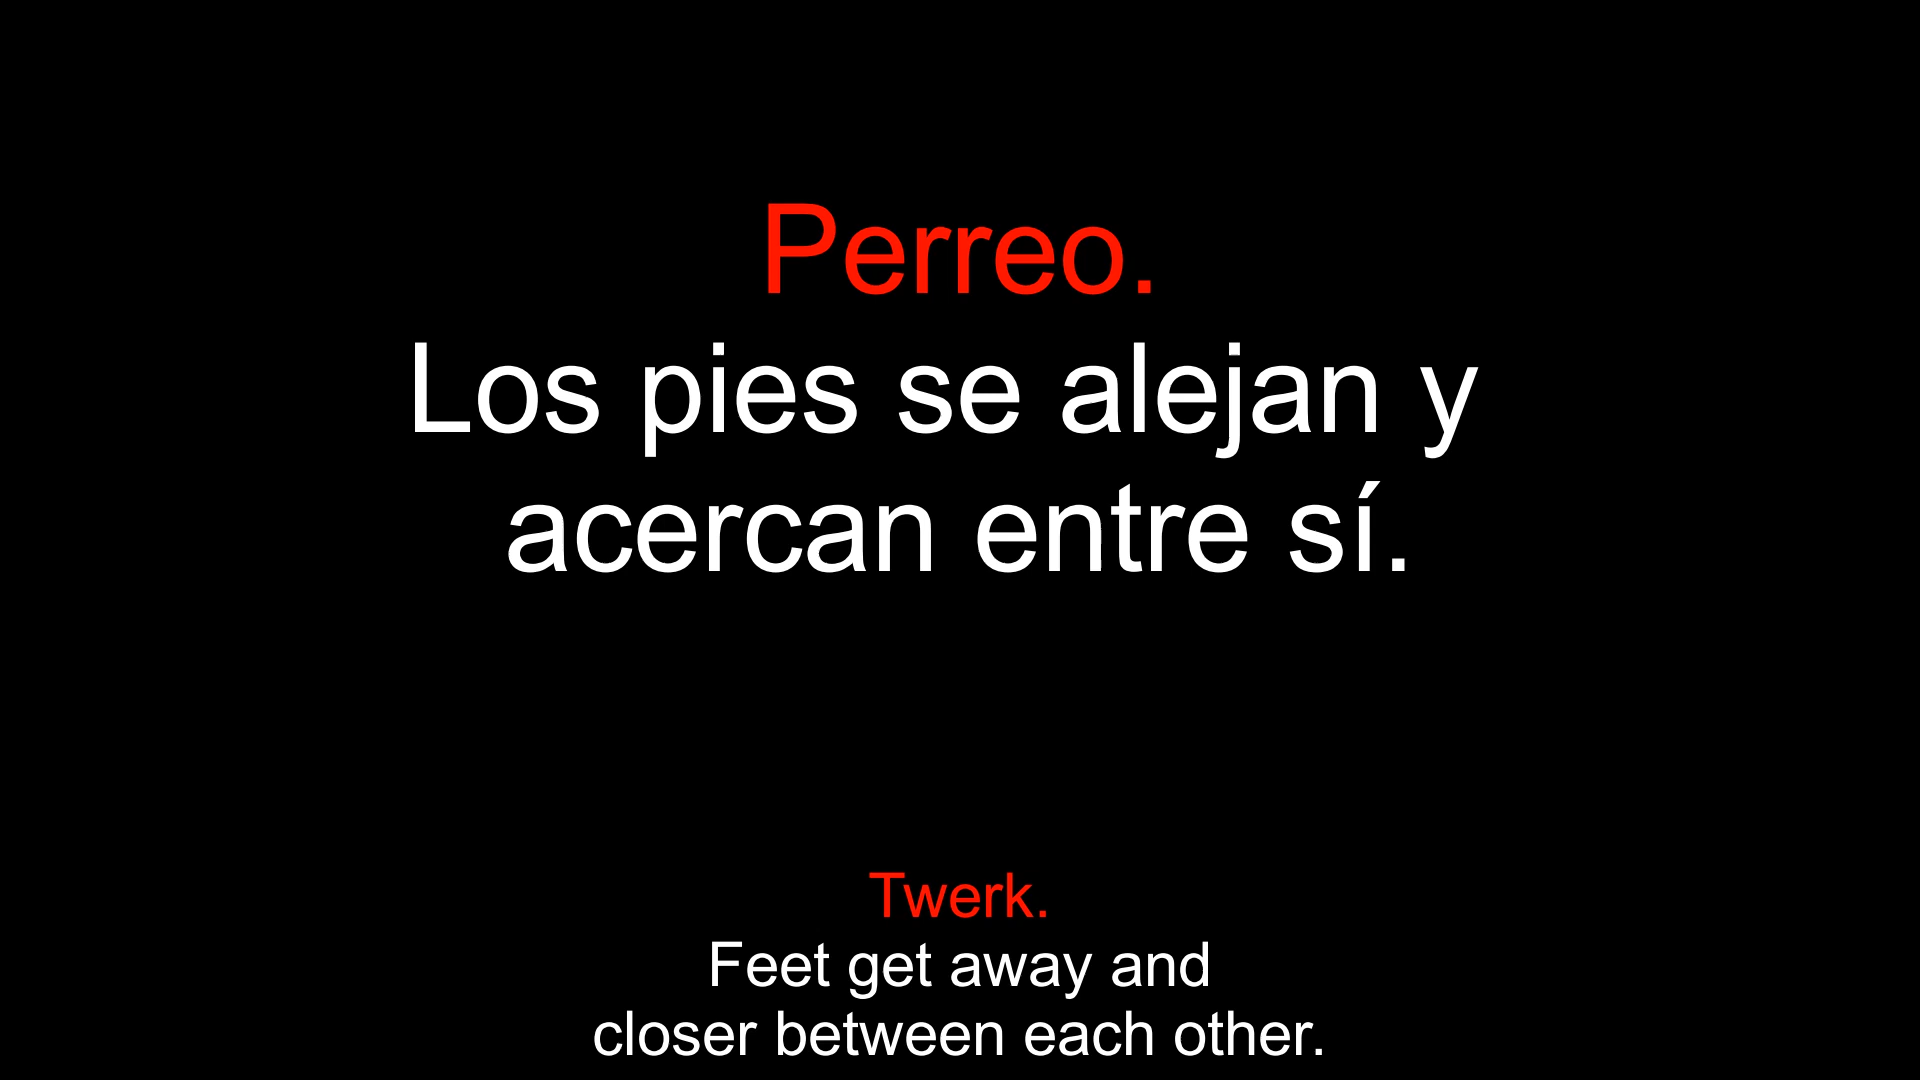 Perreo.
Los pies se alejan y
acercan entre sí.
Twerk.
Feet get away and
closer between each other.